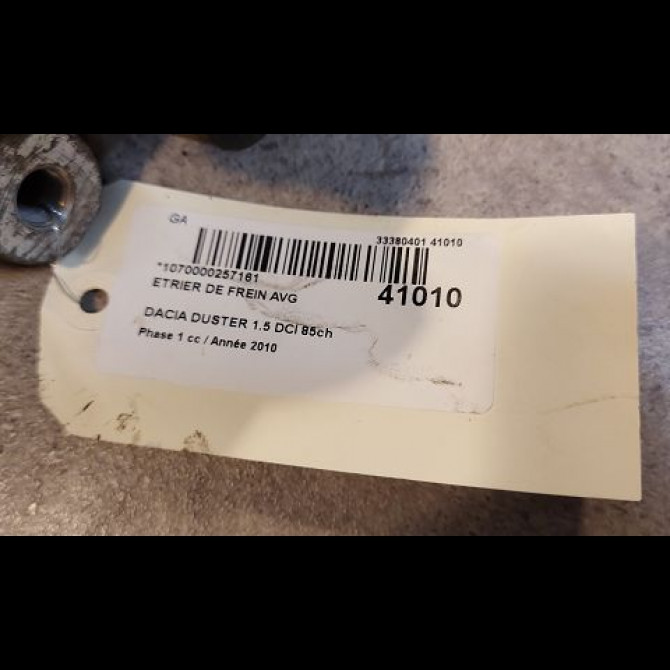 GA
33380401 41010
*1070000257161
ETRIER DE FREIN AVG
41010
DACIA DUSTER 1.5 DCI 85ch
Phase 1 cc / Année 2010